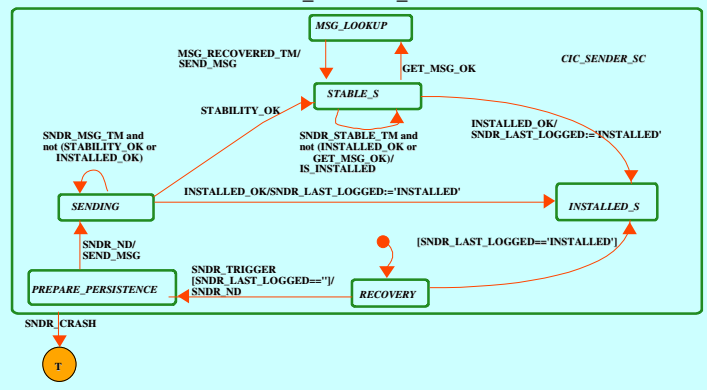 MSG_LOOKUP
MSG_RECOVERED_TM/
SEND_MSG
GET_MSG_OK
CIC_SENDER_SC
STABLE_S
STABILITY_OK
INSTALLED_OK/
SNDR_LAST_LOGGED:='INSTALLED'
SNDR_MSG_TM and
not (STABILITY_OK or
INSTALLED_OK)
SNDR_STABLE_TM and
not (INSTALLED_OK or
GET_MSG_OK)/
IS_INSTALLED
SENDING
INSTALLED_OK/SNDR_LAST_LOGGED:='INSTALLED'
INSTALLED_S
SNDR_ND/
SEND_MSG
[SNDR_LAST_LOGGED=='INSTALLED']
SNDR_TRIGGER
[SNDR_LAST_LOGGED=='']/
SNDR_ND
PREPARE_PERSISTENCE
RECOVERY
SNDR_CRASH
T